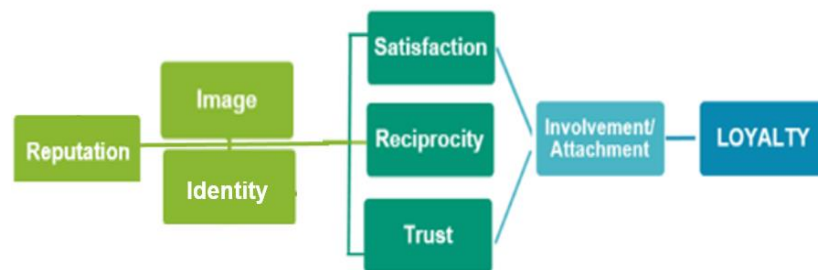 Reputation
Image
Identity
Satisfaction
Reciprocity
Trust
Involvement/
Attachment
LOYALTY